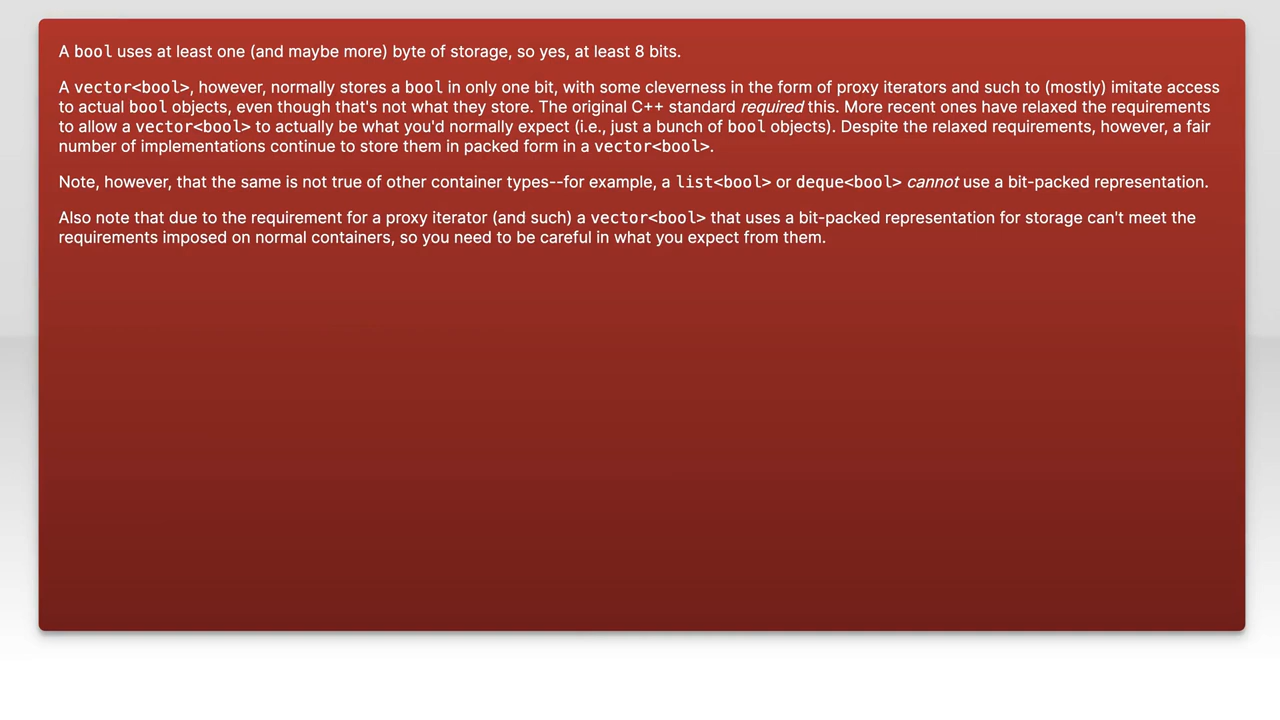 A bool uses at least one (and maybe more) byte of storage, so yes, at least 8 bits.
A vector<bool>, however, normally stores a bool in only one bit, with some cleverness in the form of proxy iterators and such to (mostly) imitate access
to actual bool objects, even though that's not what they store. The original C++ standard required this. More recent ones have relaxed the requirements
to allow a vector<bool> to actually be what you'd normally expect (i.e., just a bunch of bool objects). Despite the relaxed requirements, however, a fair
number of implementations continue to store them in packed form in a vector<bool>.
Note, however, that the same is not true of other container types--for example, a list<bool> or deque<bool> cannot use a bit-packed representation.
Also note that due to the requirement for a proxy iterator (and such) a vector<bool> that uses a bit-packed representation for storage can't meet the
requirements imposed on normal containers, so you need to be careful in what you expect from them.